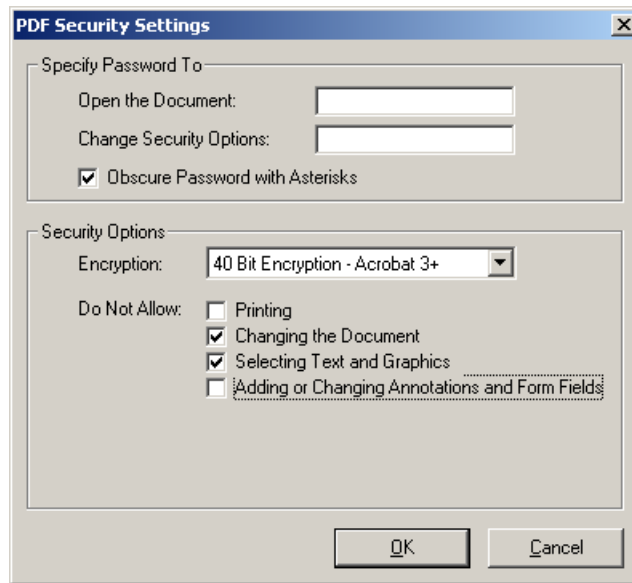 PDF Security Settings
Specify Password To
Open the Document:
Change Security Options:
Obscure Password with Asterisks
Security Options
Encryption: 40 Bit Encryption - Acrobat 3+
Do Not Allow: Printing
Changing the Document
Selecting Text and Graphics
Adding or Changing Annotations and Form Fields
OK Cancel